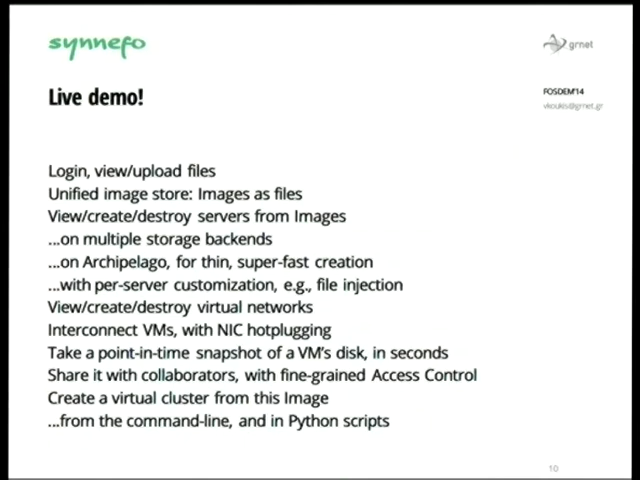 synnefo
grnet
Live demo!
FOSDEM'14
vkoukis@grnet.gr
Login, view/upload files
Unified image store: Images as files
View/create/destroy servers from Images
...on multiple storage backends
...on Archipelago, for thin, super-fast creation
...with per-server customization, e.g., file injection
View/create/destroy virtual networks
Interconnect VMs, with NIC hotplugging
Take a point-in-time snapshot of a VM's disk, in seconds
Share it with collaborators, with fine-grained Access Control
Create a virtual cluster from this Image
...from the command-line, and in Python scripts
10